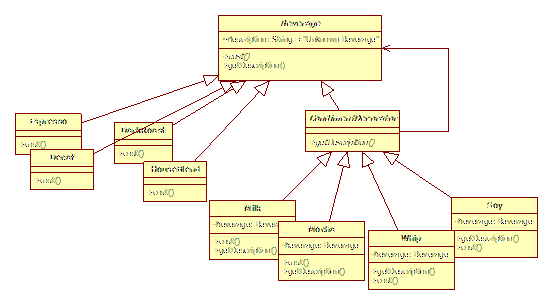 Beverage
~description: String = "Unknown Beverage"
+cost()
+getDescription()
Espresso
+cost()
Decaf
+cost()
DarkRoast
+cost()
HouseBlend
+cost()
CondimentDecorator
+getDescription()
Milk
~beverage: Beverage
+cost()
+getDescription()
Mocha
~beverage: Beverage
+cost()
+getDescription()
Whip
~beverage: Beverage
+getDescription()
+cost()
Soy
~beverage: Beverage
+getDescription()
+cost()